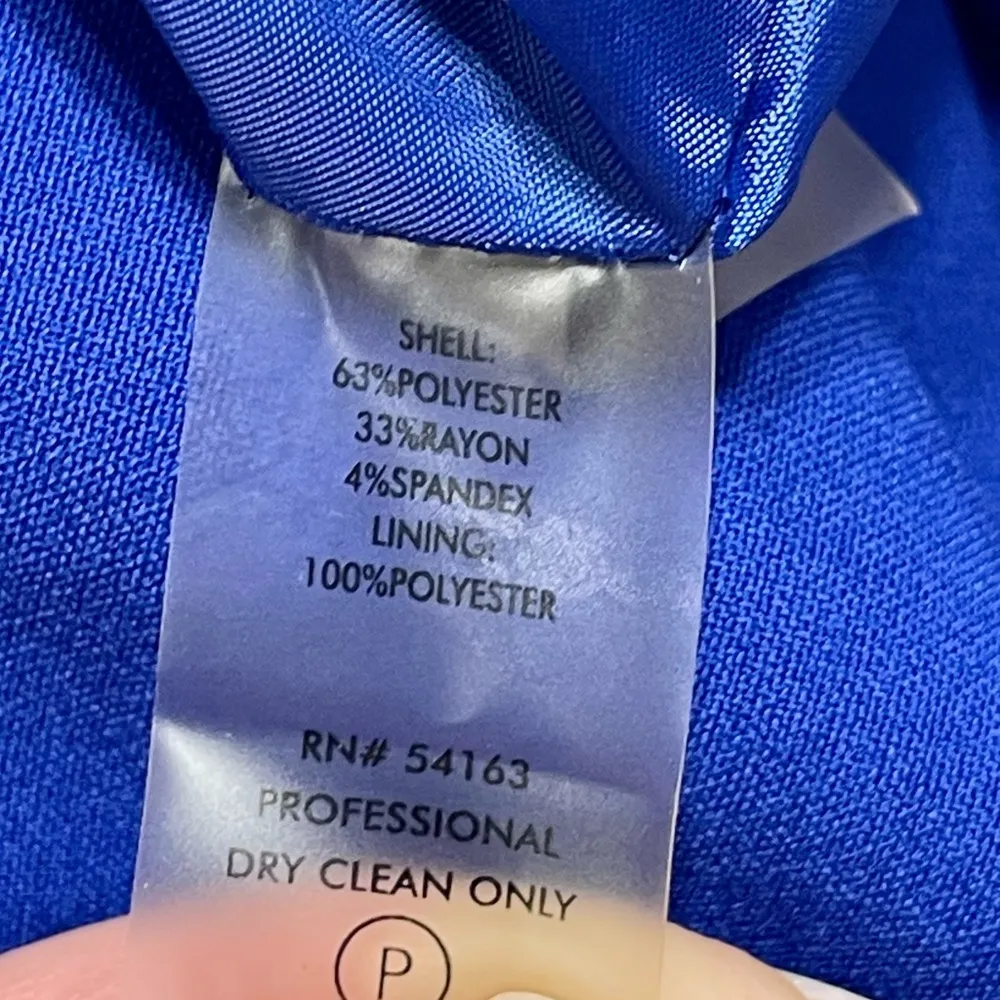 SHELL:
63%POLYESTER
33%RAYON
4%SPANDEX
LINING:
100%POLYESTER
RN# 54163
PROFESSIONAL
DRY CLEAN ONLY
P